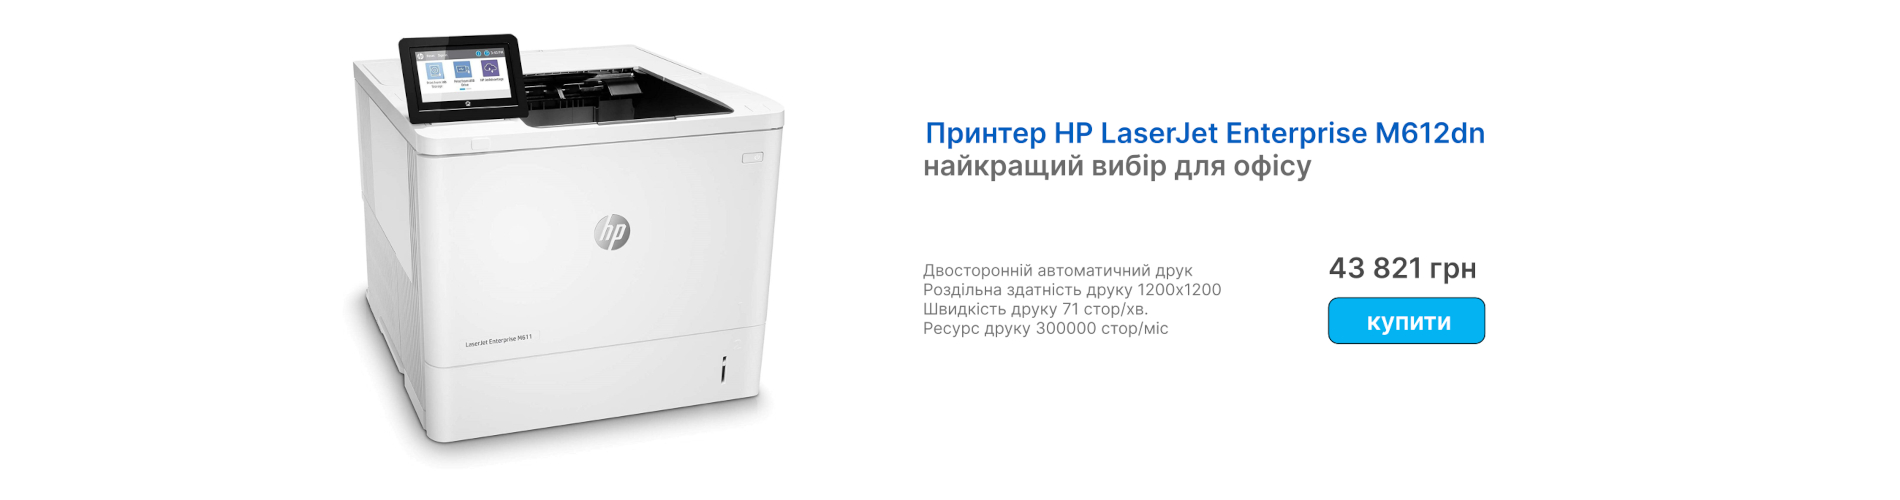 hp
LaserJet Enterprise M611
Принтер HP LaserJet Enterprise M612dn
найкращий вибір для офісу
Двосторонній автоматичний друк
Роздільна здатність друку 1200x1200
Швидкість друку 71 стор/хв.
Ресурс друку 300000 стор/міс
43 821 грн
купити